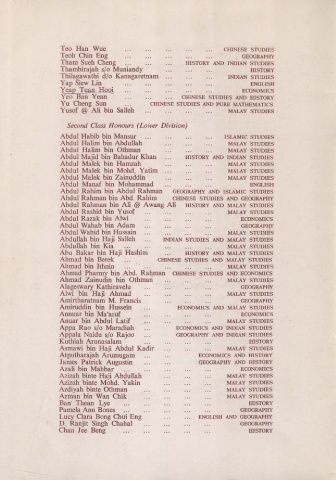 Teo Han Wue ... ... ... ... ... CHINESE STUDIES
Teoh Chin Eng ... ... ... ... ... GEOGRAPHY
Tham Sueh Cheng ... ... ... HISTORY AND INDIAN STUDIES
Thambirajah s/o Muniandy ... ... ... HISTORY
Thilagawathi d/o Kanagaretnam ... ... INDIAN STUDIES
Yap Siew Lin ... ... ... ... ... ENGLISH
Yeap Tuan Hooi ... ... ... ... ECONOMICS
Yeo Ban Yean ... ... ... CHINESE STUDIES AND HISTORY
Yu Cheng Sun ... CHINESE STUDIES AND PURE MATHEMATICS
Yusof @ Ali bin Salleh ... ... ... MALAY STUDIES
Second Class Honours (Lower Division)
Abdul Habib bin Mansur ... ... ... ISLAMIC STUDIES
Abdul Halim bin Abdullah ... ... ... MALAY STUDIES
Abdul Halim bin Othman ... ... ... MALAY STUDIES
Abdul Majid bin Bahadur Khan ... HISTORY AND INDIAN STUDIES
Abdul Malek bin Hamzah ... ... ... MALAY STUDIES
Abdul Malek bin Mohd. Yatim ... ... MALAY STUDIES
Abdul Malek bin Zainuddin ... ... ... MALAY STUDIES
Abdul Manaf bin Mohammad ... ... ... ENGLISH
Abdul Rahim bin Abdul Rahman GEOGRAPHY AND ISLAMIC STUDIES
Abdul Rahman bin Abd. Rahim CHINESE STUDIES AND GEOGRAPHY
Abdul Rahman bin Ali @ Awang Ali HISTORY AND MALAY STUDIES
Abdul Rashid bin Yusof ... ... ... MALAY STUDIES
Abdul Razak bin Alwi ... ... ... ECONOMICS
Abdul Wahab bin Adam ... ... ... GEOGRAPHY
Abdul Wahid bin Hussain ... ... ... MALAY STUDIES
Abdullah bin Haji Salleh ... INDIAN STUDIES AND MALAY STUDIES
Abdullah bin Kia ... ... ... ... MALAY STUDIES
Abu Bakar bin Haji Hashim ... HISTORY AND MALAY STUDIES
Ahmad bin Berek ... CHINESE STUDIES AND MALAY STUDIES
Ahmad bin Ithnin ... ... ... ... MALAY STUDIES
Ahmad Pharmy bin Abd. Rahman CHINESE STUDIES AND ECONOMICS
Ahmad Zainudin bin Othman ... ... MALAY STUDIES
Alageswary Kathiravelu ... ... ... GEOGRAPHY
Alwi bin Haji Ahmad ... ... ... MALAY STUDIES
Amirtharatnam M. Francis ... ... ... GEOGRAPHY
Amiruddin bin Hussein ... ECONOMICS AND MALAY STUDIES
Annuar bin Ma'aruf ... ... ... ECONOMICS
Anuar bin Abdul Latif ... ... ... MALAY STUDIES
Appa Rao s/o Muradiah ... ECONOMICS AND INDIAN STUDIES
Appala Naidu s/o Rajoo ... GEOGRAPHY AND INDIAN STUDIES
Kothiah Arunasalam ... ... ... HISTORY
Asmawi bin Haji Abdul Kadir ... ... MALAY STUDIES
Atputharajah Arumugam ... ... ECONOMICS AND HISTORY
James Patrick Augustin ... ... GEOGRAPHY AND HISTORY
Azali bin Mahbar ... ... ... ... ECONOMICS
Azizah binte Haji Abdullah ... ... MALAY STUDIES
Azizah binte Mohd. Yakin ... ... MALAY STUDIES
Azdiyah binte Othman ... ... ... MALAY STUDIES
Azman bin Wan Chik ... ... ... MALAY STUDIES
Ban Thean Lye ... ... ... ... HISTORY
Pamela Ann Bones ... ... ... ... GEOGRAPHY
Lucy Clara Bong Chui Eng ... ENGLISH AND GEOGRAPHY
D. Ranjit Singh Chahal ... ... ... GEOGRAPHY
Chan Jee Beng ... ... ... ... HISTORY